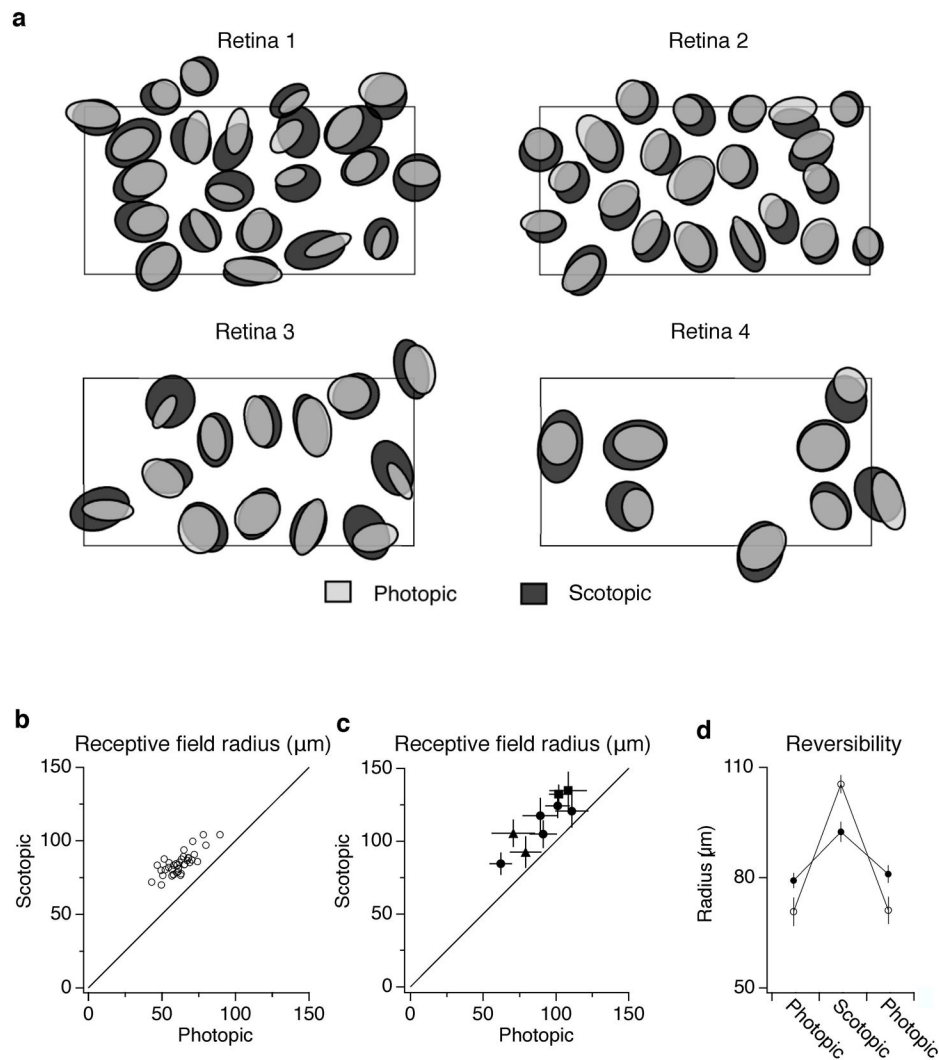 a
Retina 1
Retina 2
Retina 3
Retina 4
Photopic
Scotopic
b
Receptive field radius (µm)
150
100
50
0
Scotopic
0
50
100
150
Photopic
c
Receptive field radius (µm)
150
100
50
0
Scotopic
0
50
100
150
Photopic
d
Reversibility
110
80
50
Radius (µm)
Photopic
Scotopic
Photopic